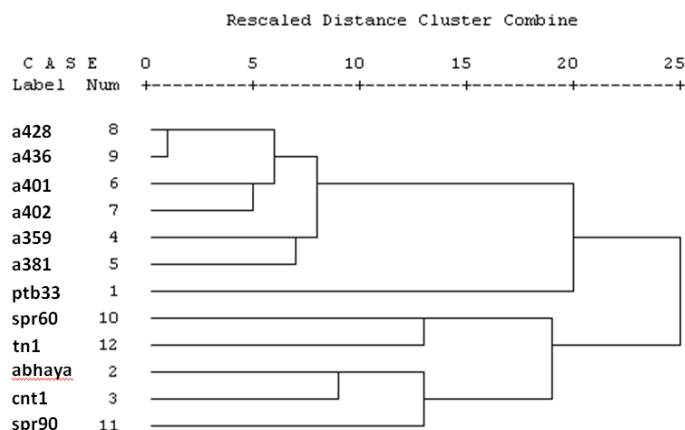 Rescaled Distance Cluster Combine
C A S E 0 5 10 15 20 25
Label Num +---------+---------+---------+---------+---------+
a428 8
a436 9
a401 6
a402 7
a359 4
a381 5
ptb33 1
spr60 10
tn1 12
abhaya 2
cnt1 3
spr90 11